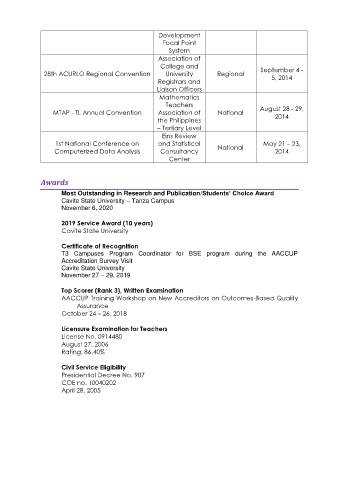 Development
Focal Point
System
28th ACURLO Regional Convention
Association of
College and
University
Registrars and
Liaison Officers
Regional
September 4 -
5, 2014
MTAP - TL Annual Convention
Mathematics
Teachers
Association of
the Philippines
– Tertiary Level
National
August 28 - 29,
2014
1st National Conference on
Computerized Data Analysis
Eins Review
and Statistical
Consultancy
Center
National
May 21 – 23,
2014
Awards
Most Outstanding in Research and Publication/Students' Choice Award
Cavite State University – Tanza Campus
November 6, 2020
2019 Service Award (10 years)
Cavite State University
Certificate of Recognition
T3 Campuses Program Coordinator for BSE program during the AACCUP
Accreditation Survey Visit
Cavite State University
November 27 – 29, 2019
Top Scorer (Rank 3), Written Examination
AACCUP Training Workshop on New Accreditors on Outcomes-Based Quality
Assurance
October 24 – 26, 2018
Licensure Examination for Teachers
License No. 0914480
August 27, 2006
Rating: 86.40%
Civil Service Eligibility
Presidential Decree No. 907
COE no. 10040202
April 28, 2005